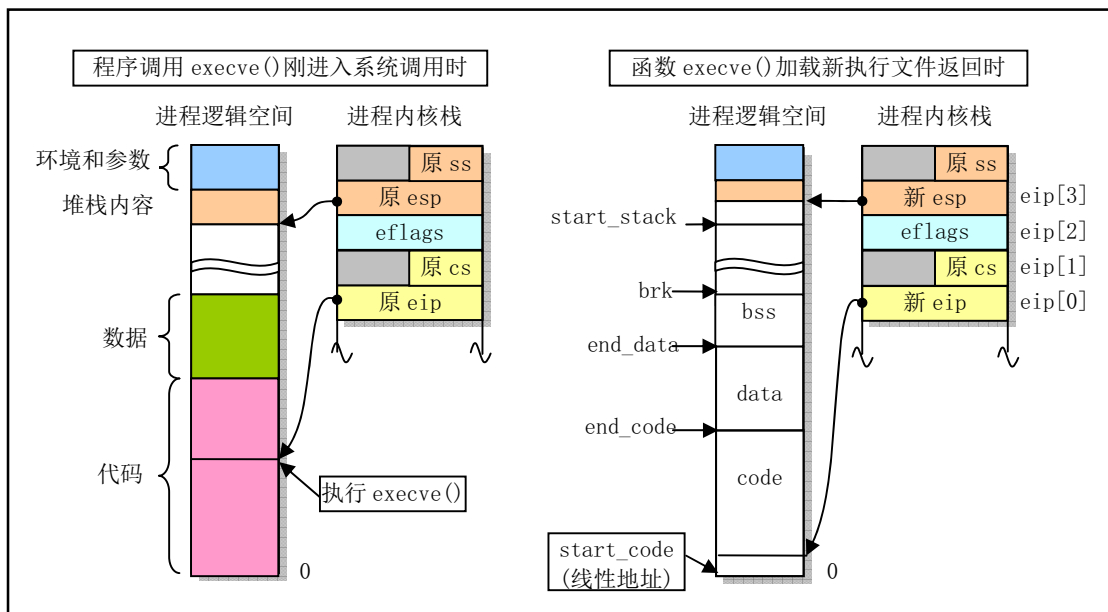 程序调用 execve()刚进入系统调用时
进程逻辑空间
进程内核栈
环境和参数
堆栈内容
数据
代码
原 ss
原 esp
eflags
原 cs
原 eip
执行 execve()
0
函数 execve()加载新执行文件返回时
进程逻辑空间
进程内核栈
start_stack
brk
end_data
end_code
start_code
(线性地址)
bss
data
code
0
原 ss
新 esp
eip[3]
eflags
eip[2]
原 cs
eip[1]
新 eip
eip[0]